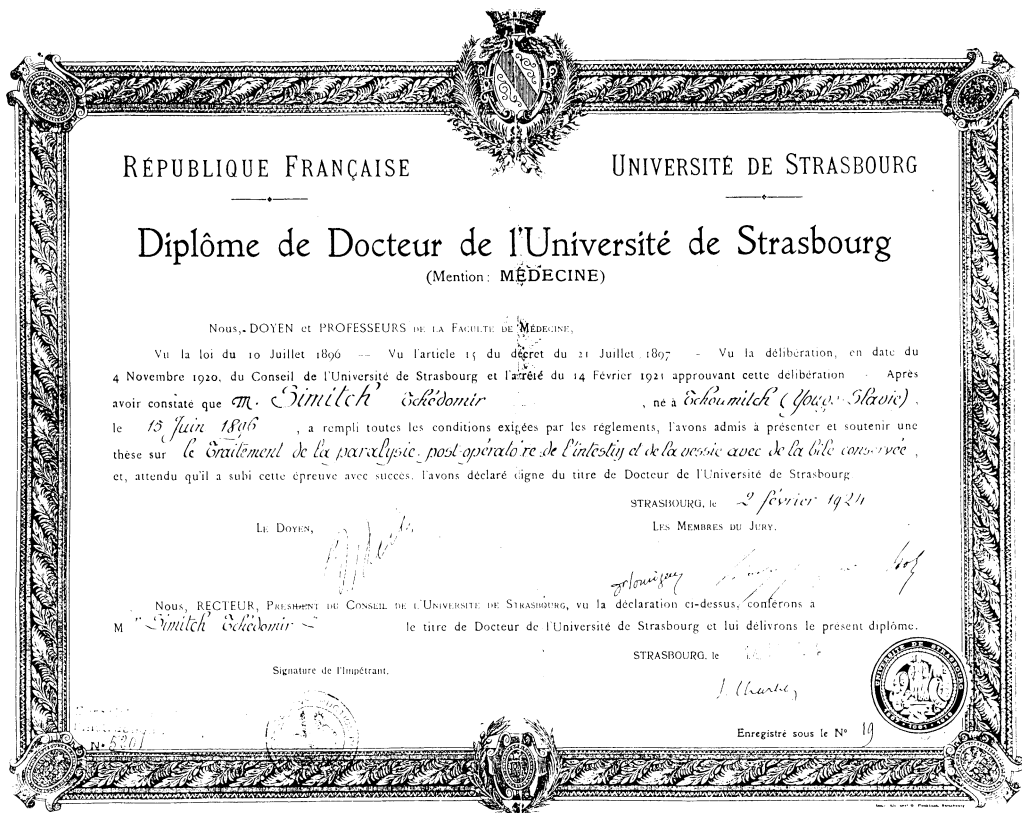 RÉPUBLIQUE FRANÇAISE
UNIVERSITÉ DE STRASBOURG
Diplôme de Docteur de l'Université de Strasbourg
(Mention: MÉDECINE)
Nous, DOYEN et PROFESSEURS DE LA FACULTÉ DE MÉDECINE,
Vu la loi du 10 Juillet 1896 -- Vu l'article 15 du décret du 21 Juillet 1897 - Vu la délibération, en date du
4 Novembre 1920, du Conseil de l'Université de Strasbourg et l'arrêté du 14 Février 1921 approuvant cette délibération - Après
avoir constaté que M. Simitch Tchédomir, né à Tchoumitch (Yougo-Slavie),
le 15 Juin 1896, a rempli toutes les conditions exigées par les réglements, l'avons admis à présenter et soutenir une
thèse sur le Traitement de la paralysie post-opératoire de l'intestin et de la vessie avec de la bile conservée,
et, attendu qu'il a subi cette épreuve avec succès, l'avons déclaré digne du titre de Docteur de l'Université de Strasbourg
STRASBOURG, le 2 février 1924
LE DOYEN,
LES MEMBRES DU JURY.
Nous, RECTEUR, PRESIDENT DU CONSEIL DE L'UNIVERSITE DE STRASBOURG, vu la déclaration ci-dessus, conférons a
M Simitch Tchédomir le titre de Docteur de l'Université de Strasbourg et lui délivrons le present diplôme.
STRASBOURG, le
Signature de l'Impétrant.
UNIVERSITÉ DE STRASBOURG
N°
Enregistré sous le N° 19